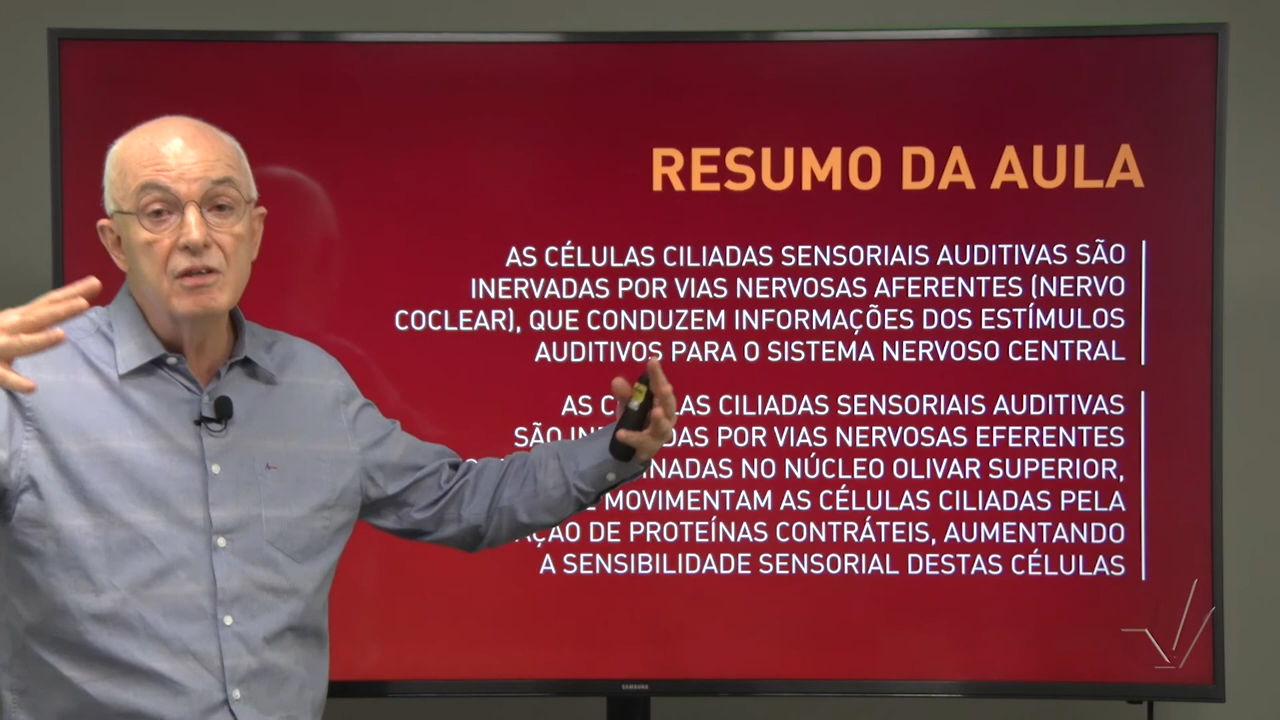 RESUMO DA AULA
AS CÉLULAS CILIADAS SENSORIAIS AUDITIVAS SÃO
INERVADAS POR VIAS NERVOSAS AFERENTES (NERVO
COCLEAR), QUE CONDUZEM INFORMAÇÕES DOS ESTÍMULOS
AUDITIVOS PARA O SISTEMA NERVOSO CENTRAL
AS CILIADAS SENSORIAIS AUDITIVAS
SÃO POR VIAS NERVOSAS EFERENTES
NO NÚCLEO OLIVAR SUPERIOR,
MOVIMENTAM AS CÉLULAS CILIADAS PELA
DE PROTEÍNAS CONTRÁTEIS, AUMENTANDO
A SENSIBILIDADE SENSORIAL DESTAS CÉLULAS
SAMSUNG